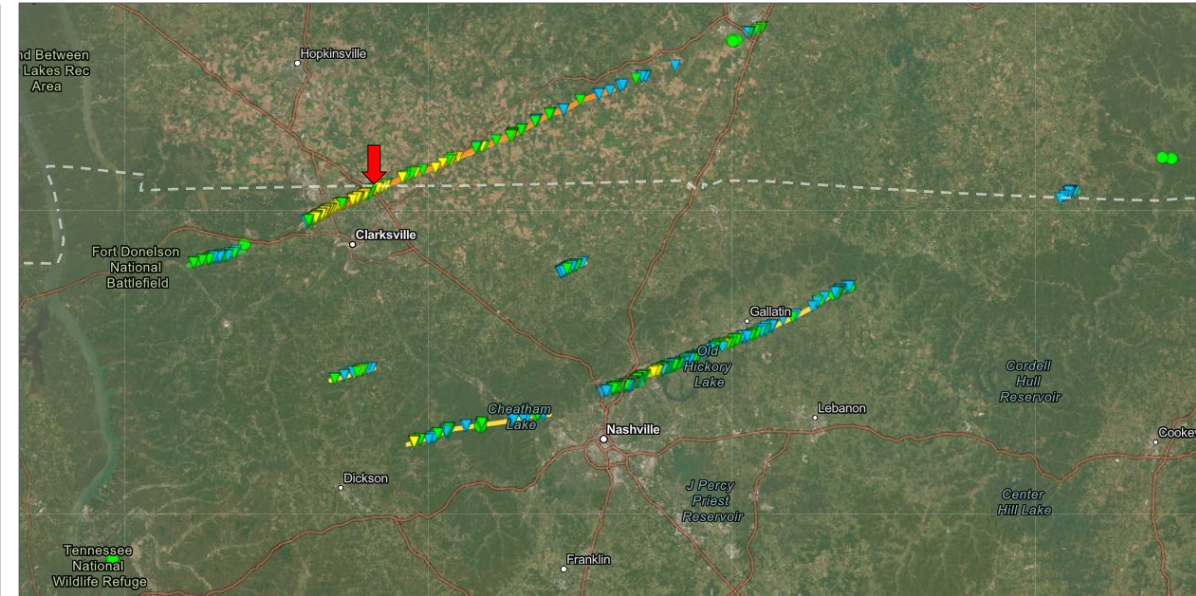 nd Between
Lakes Rec
Area
Hopkinsville
Clarksville
Fort Donelson
National
Battlefield
Gallatin
Old
Hickory
Lake
Cordell
Hull
Reservoir
Cheatham
Lake
Lebanon
Nashville
Cookev
Dickson
J Percy
Priest
Reservoir
Center
Hill Lake
Tennessee
National
Wildlife Refuge
Franklin